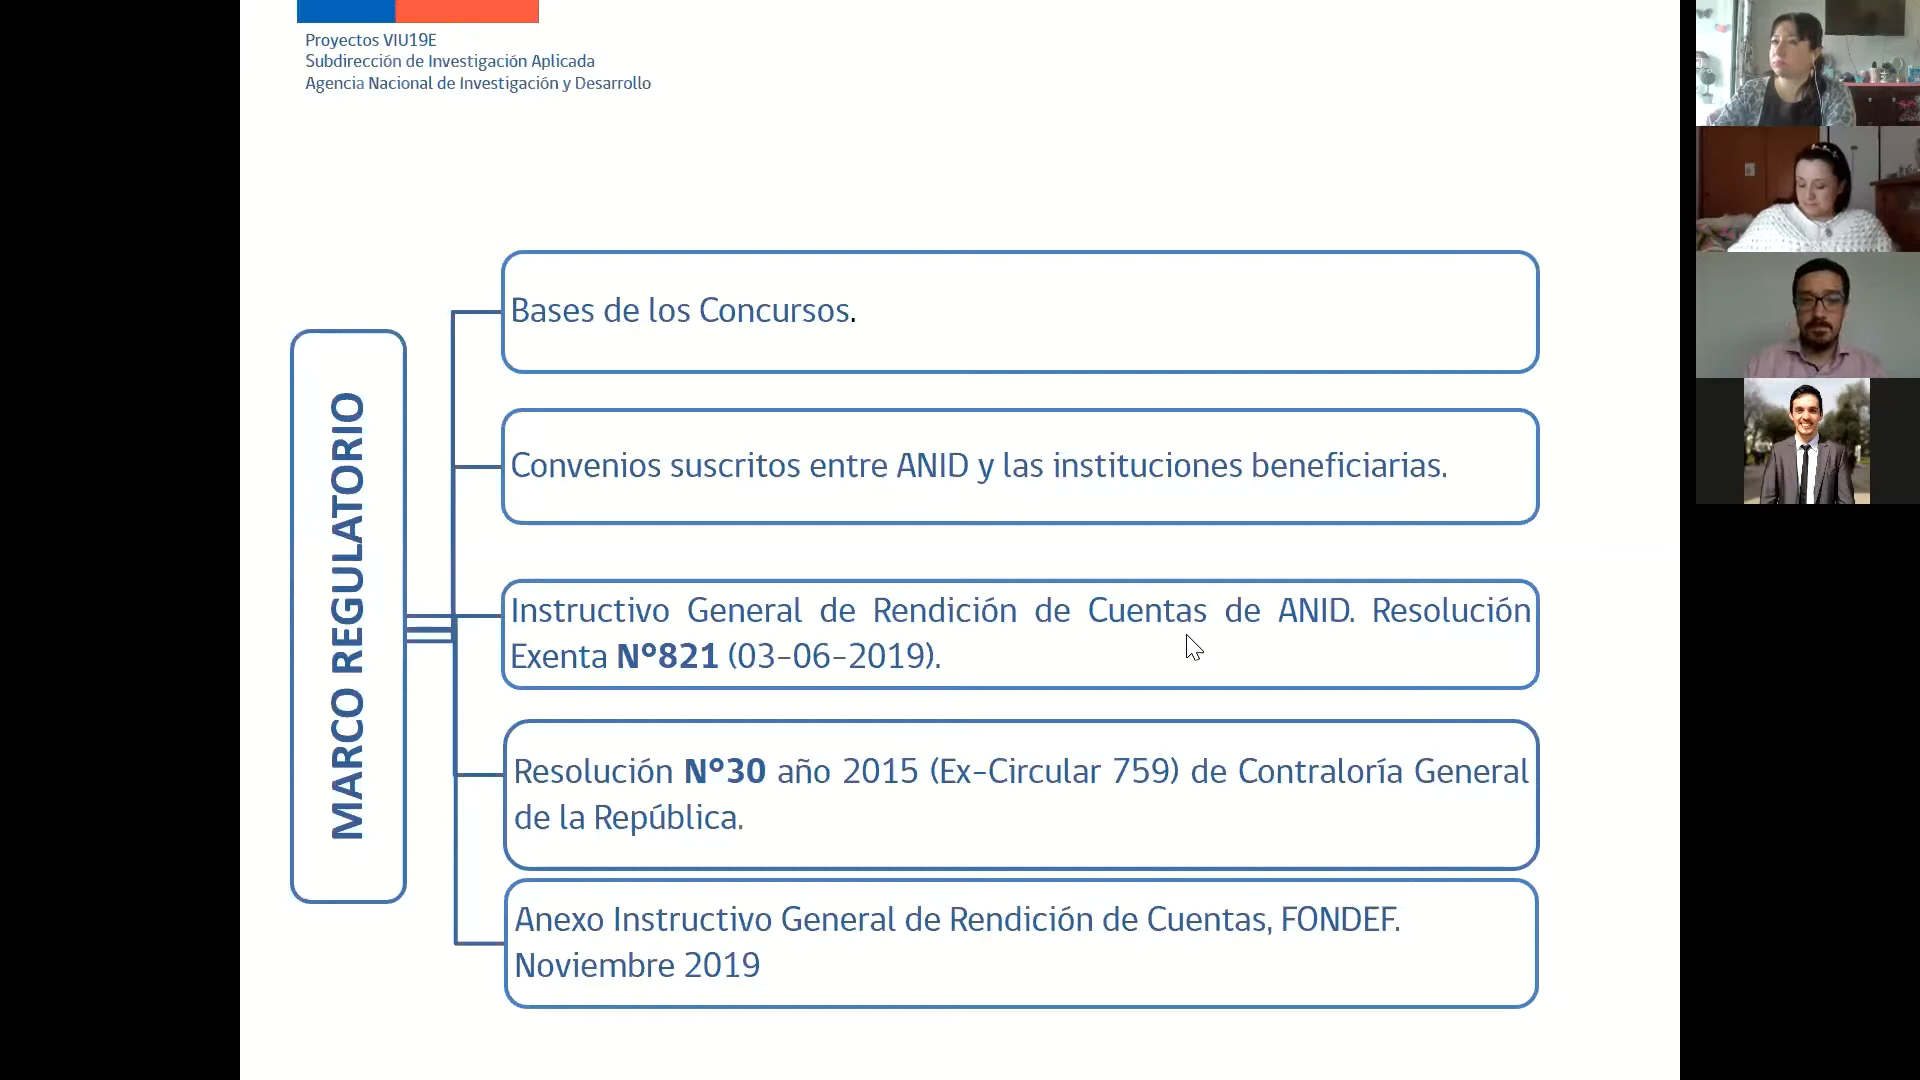 Proyectos VIU19E
Subdirección de Investigación Aplicada
Agencia Nacional de Investigación y Desarrollo
MARCO REGULATORIO
Bases de los Concursos.
Convenios suscritos entre ANID y las instituciones beneficiarias.
Instructivo General de Rendición de Cuentas de ANID. Resolución
Exenta N°821 (03-06-2019).
Resolución N°30 año 2015 (Ex-Circular 759) de Contraloría General
de la República.
Anexo Instructivo General de Rendición de Cuentas, FONDEF.
Noviembre 2019